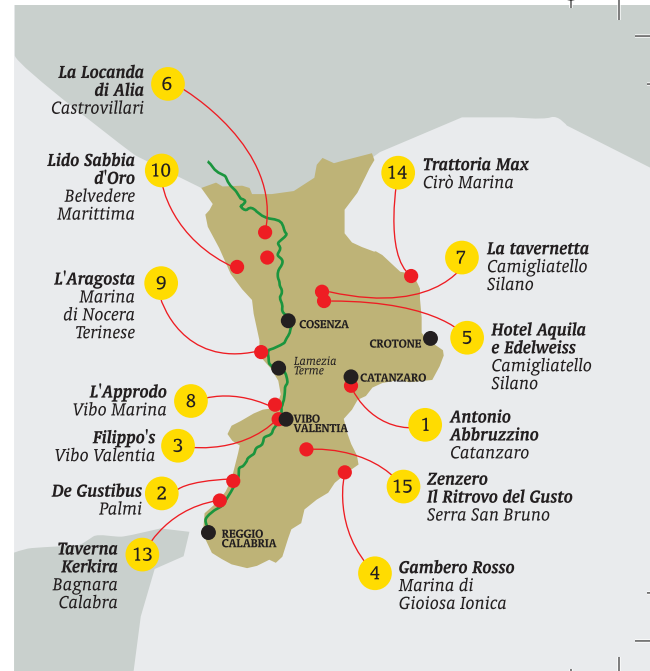 La Locanda
di Alia
Castrovillari
6
Lido Sabbia
d'Oro
Belvedere
Marittima
10
14
Trattoria Max
Cirò Marina
L'Aragosta
Marina
di Nocera
Terinese
9
7
La tavernetta
Camigliatello
Silano
5
Hotel Aquila
e Edelweiss
Camigliatello
Silano
COSENZA
CROTONE
Lamezia
Terme
CATANZARO
L'Approdo
Vibo Marina
8
Filippo's
Vibo Valentia
3
VIBO
VALENTIA
1
Antonio
Abbruzzino
Catanzaro
De Gustibus
Palmi
2
15
Zenzero
Il Ritrovo del Gusto
Serra San Bruno
Taverna
Kerkira
Bagnara
Calabra
13
REGGIO
CALABRIA
4
Gambero Rosso
Marina di
Gioiosa Ionica